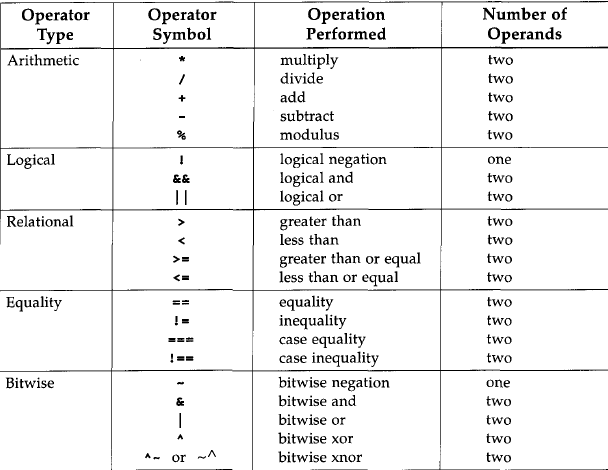 Operator Type Operator Symbol Operation Performed Number of Operands
Arithmetic * multiply two
/ divide two
+ add two
- subtract two
% modulus two
Logical ! logical negation one
&& logical and two
|| logical or two
Relational > greater than two
< less than two
>= greater than or equal two
<= less than or equal two
Equality == equality two
!= inequality two
=== case equality two
!== case inequality two
Bitwise ~ bitwise negation one
& bitwise and two
| bitwise or two
^ bitwise xor two
^~ or ~^ bitwise xnor two